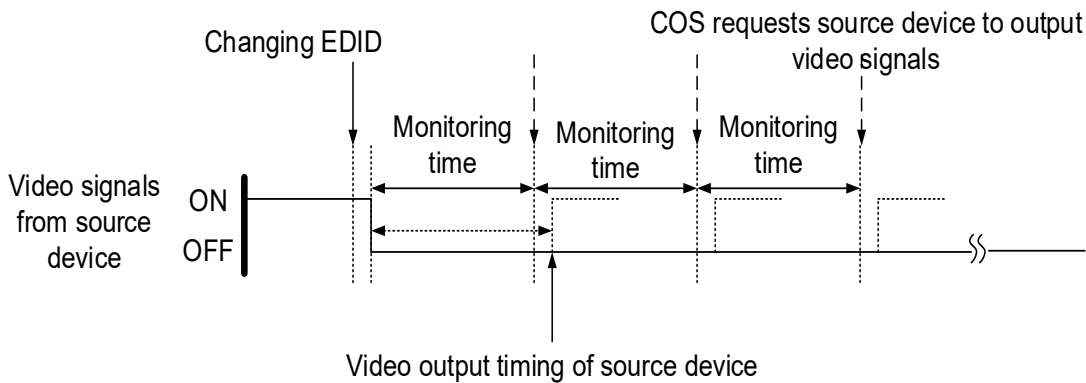 COS requests source device to output
video signals
Changing EDID
Monitoring
time
Monitoring
time
Monitoring
time
Video signals
from source
device
ON
OFF
Video output timing of source device